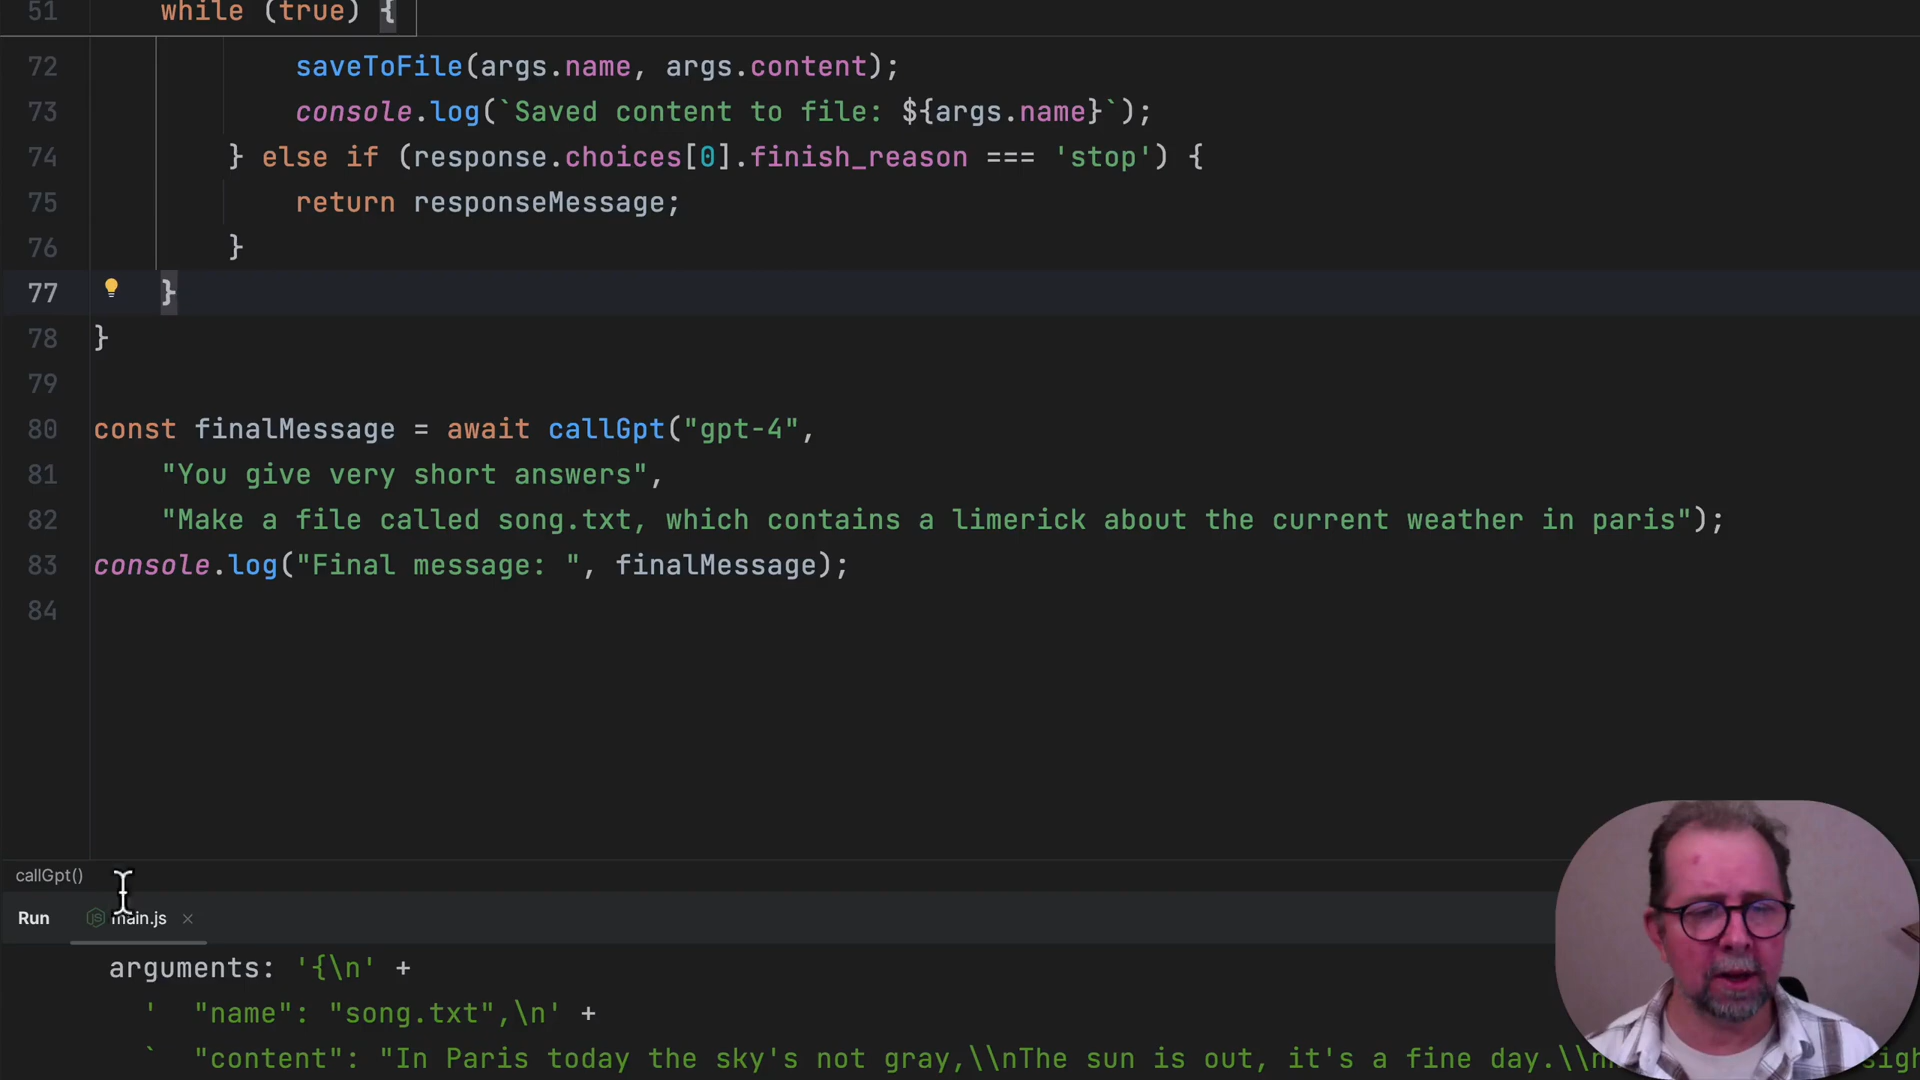 51 while (true) {
72 saveToFile(args.name, args.content);
73 console.log(`Saved content to file: ${args.name}`);
74 } else if (response.choices[0].finish_reason === 'stop') {
75 return responseMessage;
76 }
77 }
78 }
79
80 const finalMessage = await callGpt("gpt-4",
81 "You give very short answers",
82 "Make a file called song.txt, which contains a limerick about the current weather in paris");
83 console.log("Final message: ", finalMessage);
84
callGpt()
Run main.js
arguments: '{\n' +
' "name": "song.txt",\n' +
` "content": "In Paris today the sky's not gray,\\nThe sun is out, it's a fine day.\\n